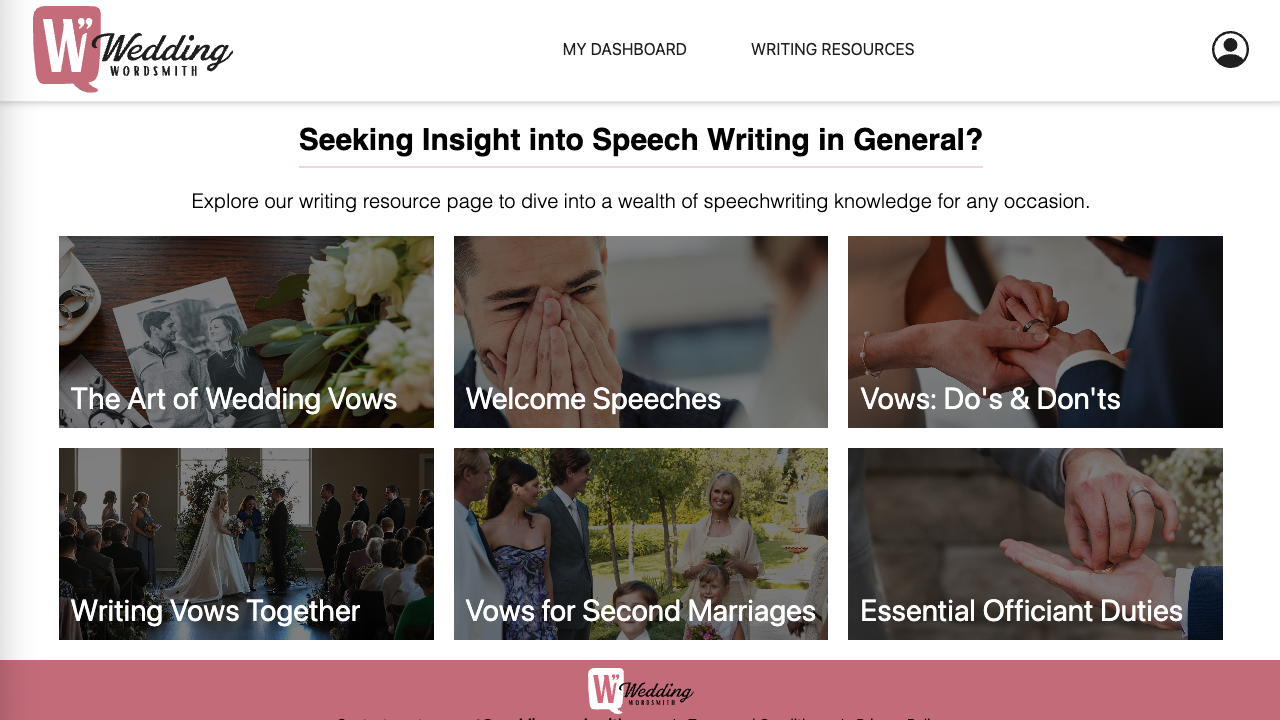 W" Wedding
WORDSMITH
MY DASHBOARD
WRITING RESOURCES
Seeking Insight into Speech Writing in General?
Explore our writing resource page to dive into a wealth of speechwriting knowledge for any occasion.
The Art of Wedding Vows
Welcome Speeches
Vows: Do's & Don'ts
Writing Vows Together
Vows for Second Marriages
Essential Officiant Duties
W" Wedding
WORDSMITH